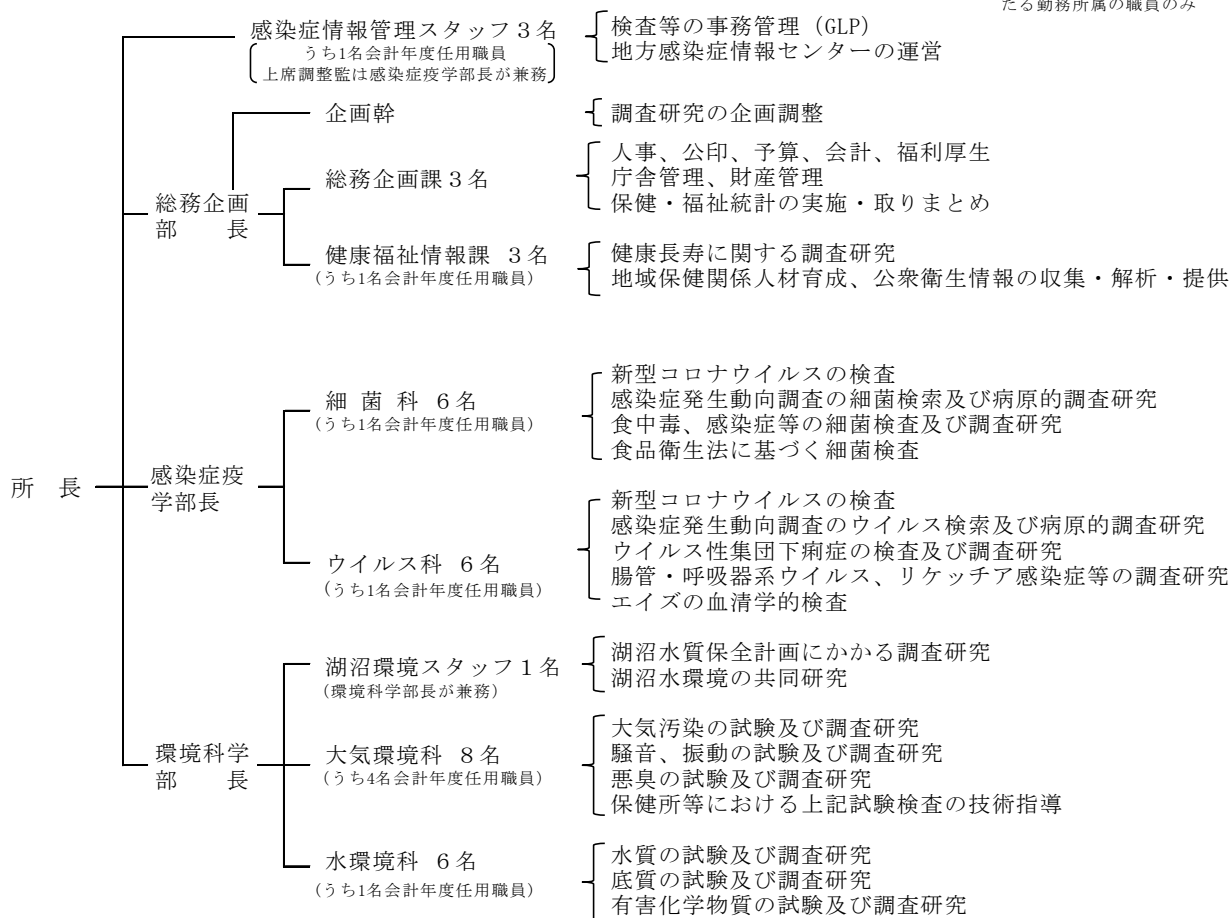 たる勤務所属の職員のみ
感染症情報管理スタッフ３名
うち1名会計年度任用職員
上席調整監は感染症疫学部長が兼務
検査等の事務管理 (GLP)
地方感染症情報センターの運営
企画幹
調査研究の企画調整
総務企画
部　　長
総務企画課３名
人事、公印、予算、会計、福利厚生
庁舎管理、財産管理
保健・福祉統計の実施・取りまとめ
健康福祉情報課 ３名
(うち1名会計年度任用職員)
健康長寿に関する調査研究
地域保健関係人材育成、公衆衛生情報の収集・解析・提供
所　長
感染症疫
学部長
細 菌 科 ６名
(うち1名会計年度任用職員)
新型コロナウイルスの検査
感染症発生動向調査の細菌検索及び病原的調査研究
食中毒、感染症等の細菌検査及び調査研究
食品衛生法に基づく細菌検査
ウイルス科 ６名
(うち1名会計年度任用職員)
新型コロナウイルスの検査
感染症発生動向調査のウイルス検索及び病原的調査研究
ウイルス性集団下痢症の検査及び調査研究
腸管・呼吸器系ウイルス、リケッチア感染症等の調査研究
エイズの血清学的検査
環境科学
部　　長
湖沼環境スタッフ１名
(環境科学部長が兼務)
湖沼水質保全計画にかかる調査研究
湖沼水環境の共同研究
大気環境科 ８名
(うち4名会計年度任用職員)
大気汚染の試験及び調査研究
騒音、振動の試験及び調査研究
悪臭の試験及び調査研究
保健所等における上記試験検査の技術指導
水環境科 ６名
(うち1名会計年度任用職員)
水質の試験及び調査研究
底質の試験及び調査研究
有害化学物質の試験及び調査研究